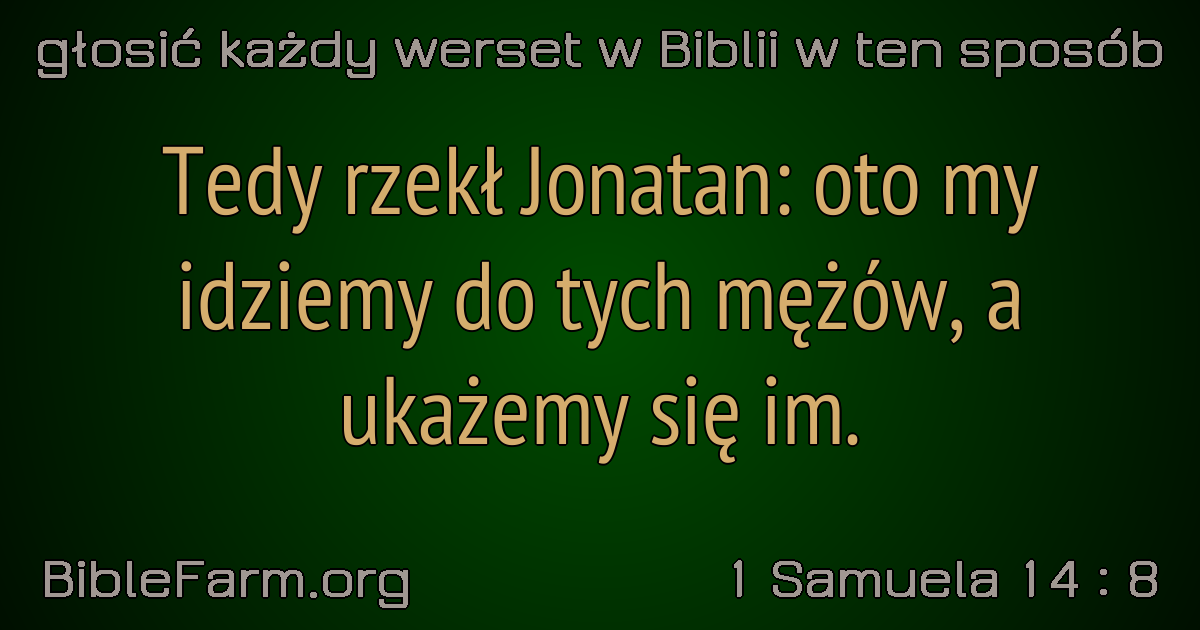 głosić każdy werset w Biblii w ten sposób
Tedy rzekł Jonatan: oto my
idziemy do tych mężów, a
ukażemy się im.
BibleFarm.org
1 Samuela 14 : 8